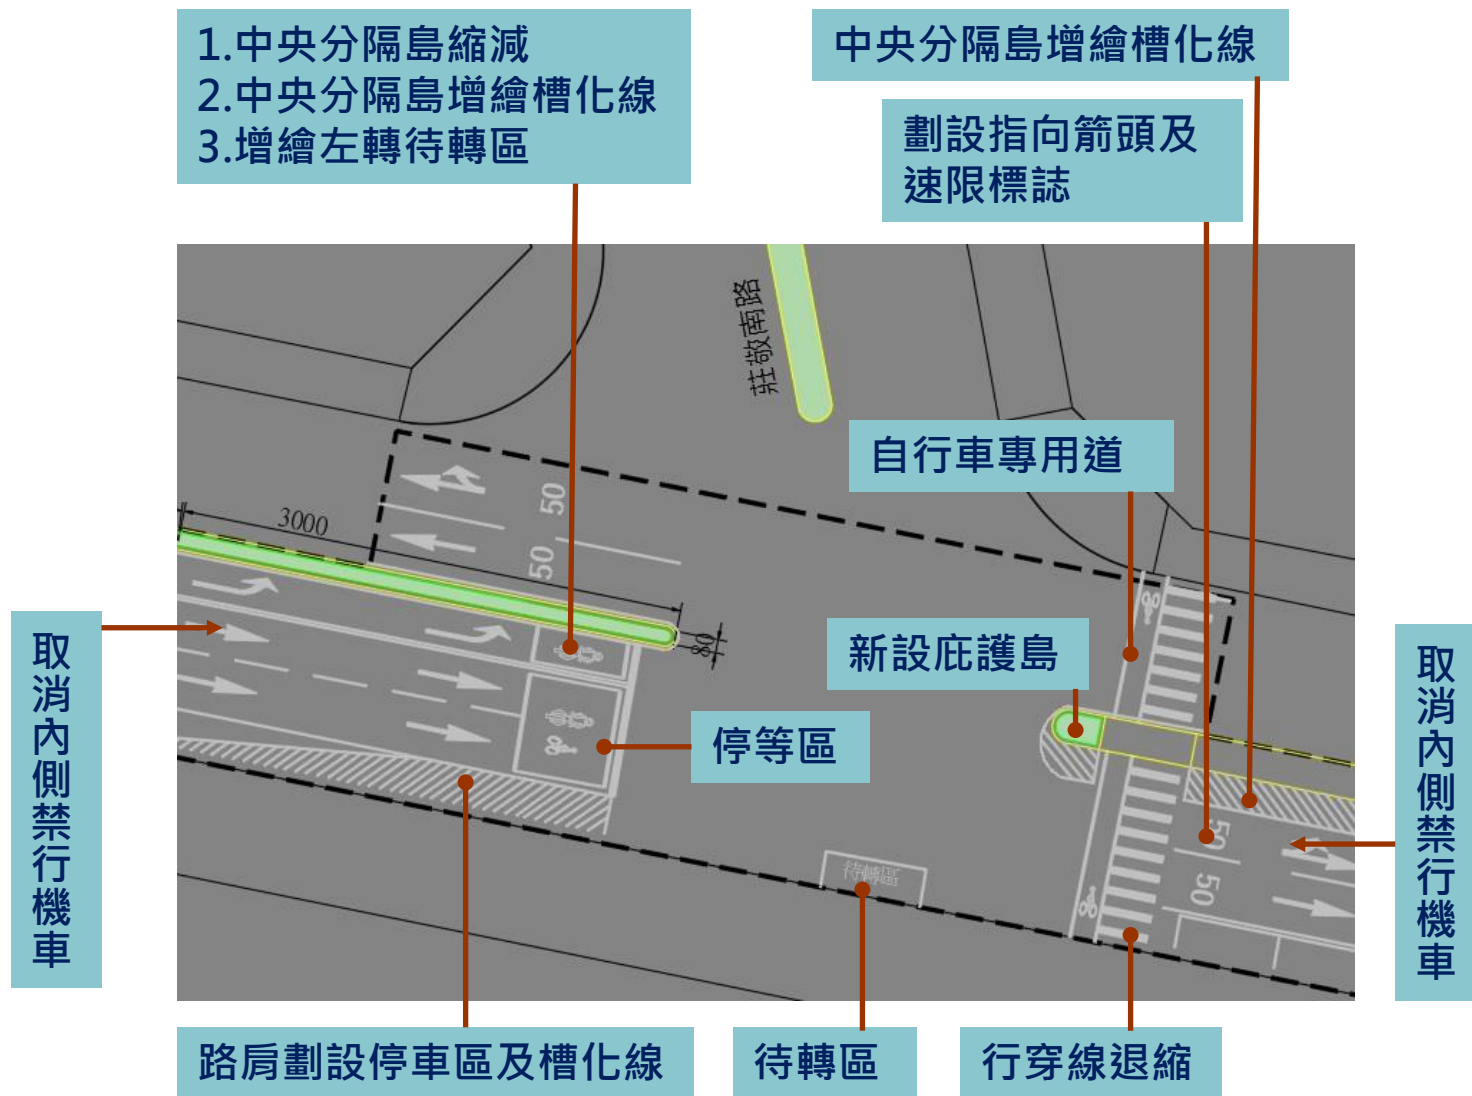 1.中央分隔島縮減
2.中央分隔島增繪槽化線
3.增繪左轉待轉區
中央分隔島增繪槽化線
劃設指向箭頭及
速限標誌
莊敬南路
自行車專用道
50
3000
50
取消內側禁行機車
80
新設庇護島
取消內側禁行機車
停等區
50
待轉區
50
路肩劃設停車區及槽化線
待轉區
行穿線退縮